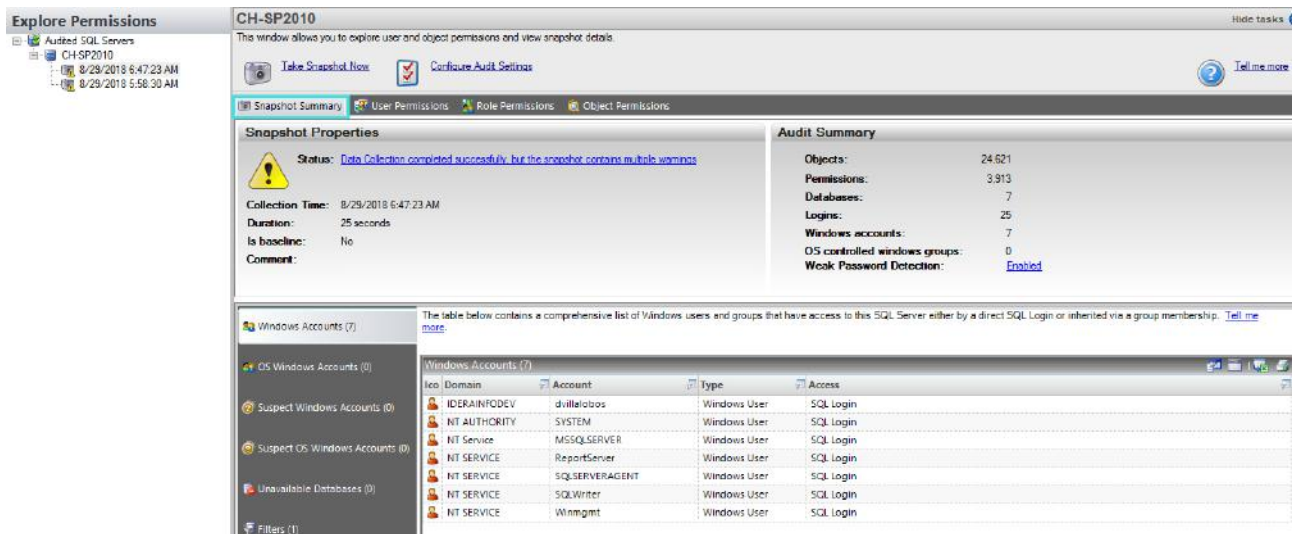 Explore Permissions
Audited SQL Servers
CH-SP2010
8/29/2018 6:47:23 AM
8/29/2018 5:58:30 AM
CH-SP2010
Hide tasks
This window allows you to explore user and object permissions and view snapshot details.
Take Snapshot Now
Configure Audit Settings
Tell me more
Snapshot Summary
User Permissions
Role Permissions
Object Permissions
Snapshot Properties
Status: Data Collection completed successfully, but the snapshot contains multiple warnings
Collection Time: 8/29/2018 6:47:23 AM
Duration: 25 seconds
Is baseline: No
Comment:
Audit Summary
Objects: 24,621
Permissions: 3,913
Databases: 7
Logins: 25
Windows accounts: 7
OS controlled windows groups: 0
Weak Password Detection: Enabled
Windows Accounts (7)
OS Windows Accounts (0)
Suspect Windows Accounts (0)
Suspect OS Windows Accounts (0)
Unavailable Databases (0)
Filters (1)
The table below contains a comprehensive list of Windows users and groups that have access to this SQL Server either by a direct SQL Login or inherited via a group membership. Tell me
more.
Windows Accounts (7)
Ico Domain Account Type Access
IDERAINFODEV dvillalobos Windows User SQL Login
NT AUTHORITY SYSTEM Windows User SQL Login
NT Service MSSQLSERVER Windows User SQL Login
NT SERVICE ReportServer Windows User SQL Login
NT SERVICE SQLSERVERAGENT Windows User SQL Login
NT SERVICE SQLWriter Windows User SQL Login
NT SERVICE Winmgmt Windows User SQL Login